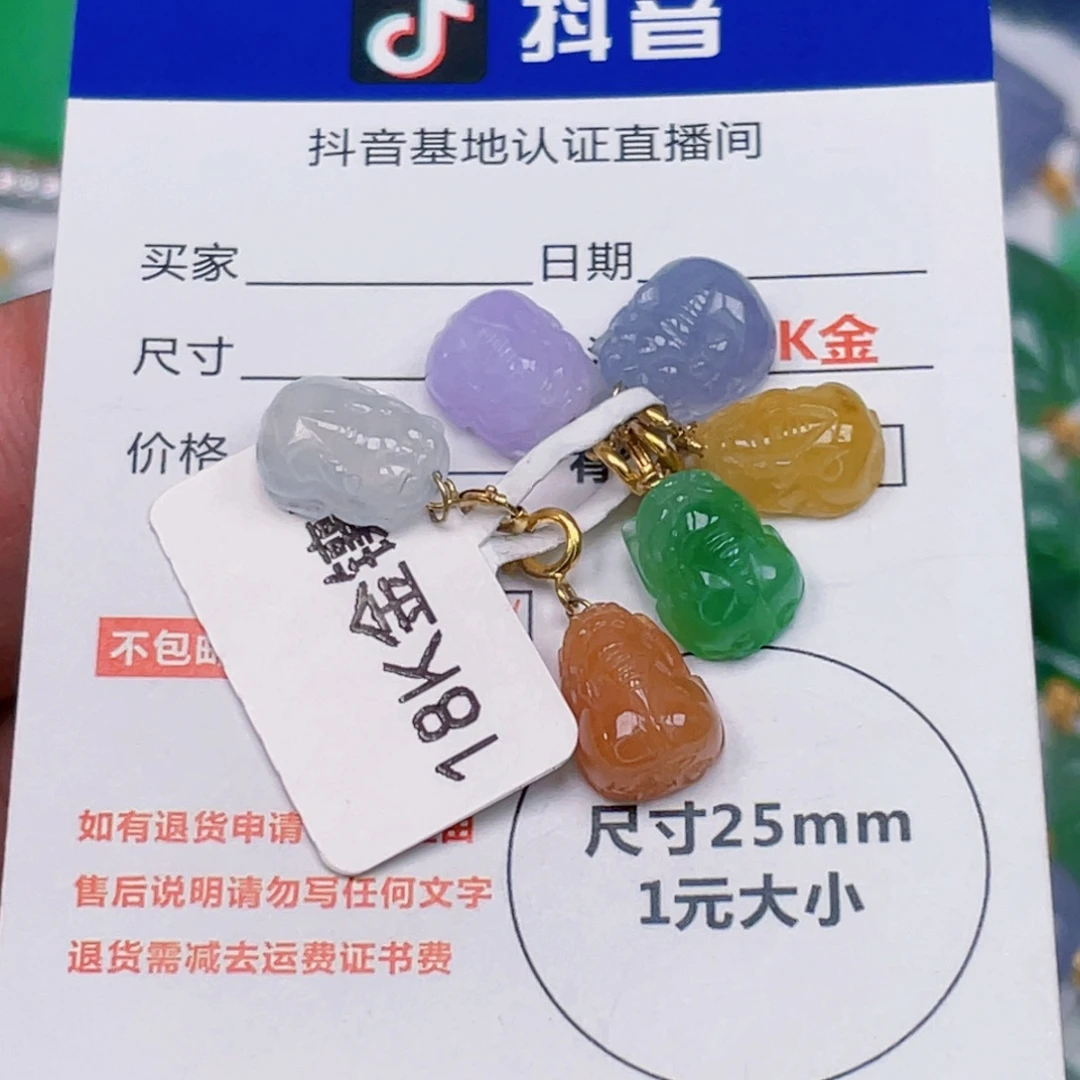 抖音
抖音基地认证直播间
买家 日期
尺寸 K金
价格 有
18K金镶
不包邮
如有退货申请
售后说明请勿写任何文字
退货需减去运费证书费
尺寸25mm
1元大小